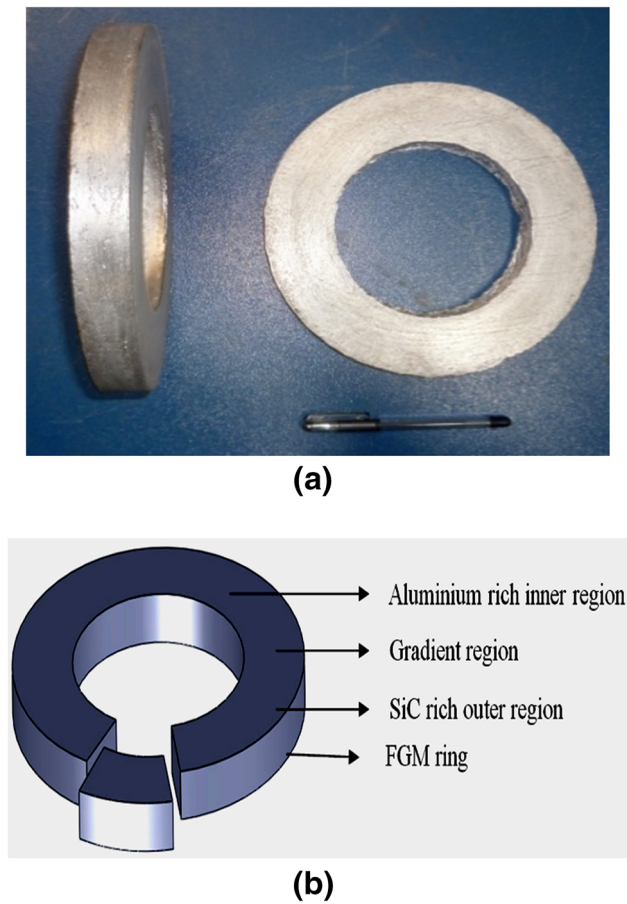 (a)
Aluminium rich inner region
Gradient region
SiC rich outer region
FGM ring
(b)